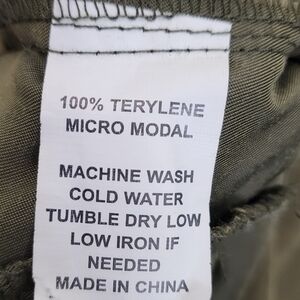 100% TERYLENE
MICRO MODAL
MACHINE WASH
COLD WATER
TUMBLE DRY LOW
LOW IRON IF
NEEDED
MADE IN CHINA